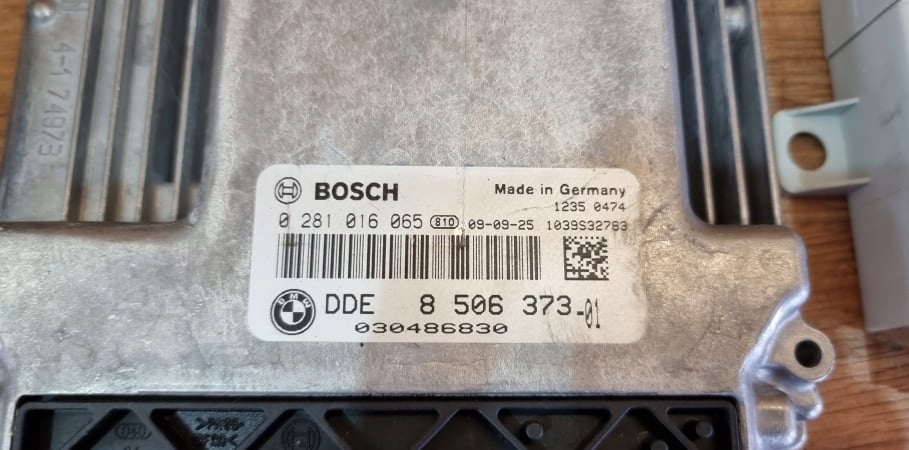 4-174973
BOSCH
Made in Germany
1235 0474
0 281 016 065 810 09-09-25 1039S32783
BMW
DDE 8 506 373-01
030486830